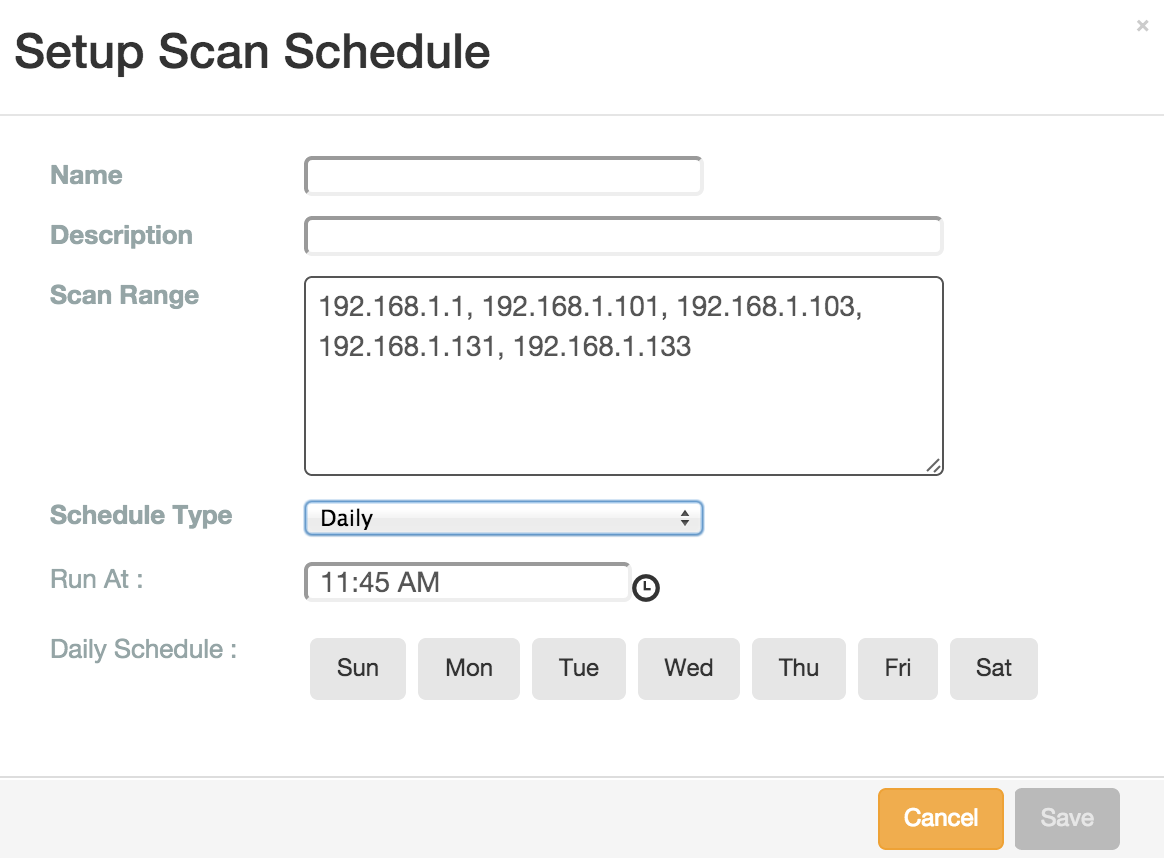 Setup Scan Schedule
×
Name
Description
Scan Range
192.168.1.1, 192.168.1.101, 192.168.1.103,
192.168.1.131, 192.168.1.133
Schedule Type
Daily
Run At :
11:45 AM
Daily Schedule :
Sun Mon Tue Wed Thu Fri Sat
Cancel Save